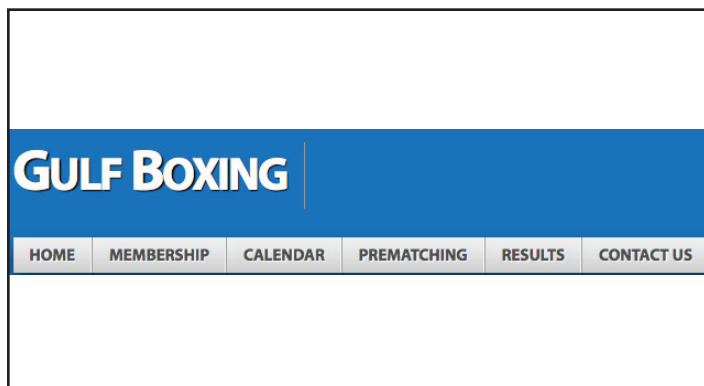 GULF BOXING
HOME MEMBERSHIP CALENDAR PREMATCHING RESULTS CONTACT US